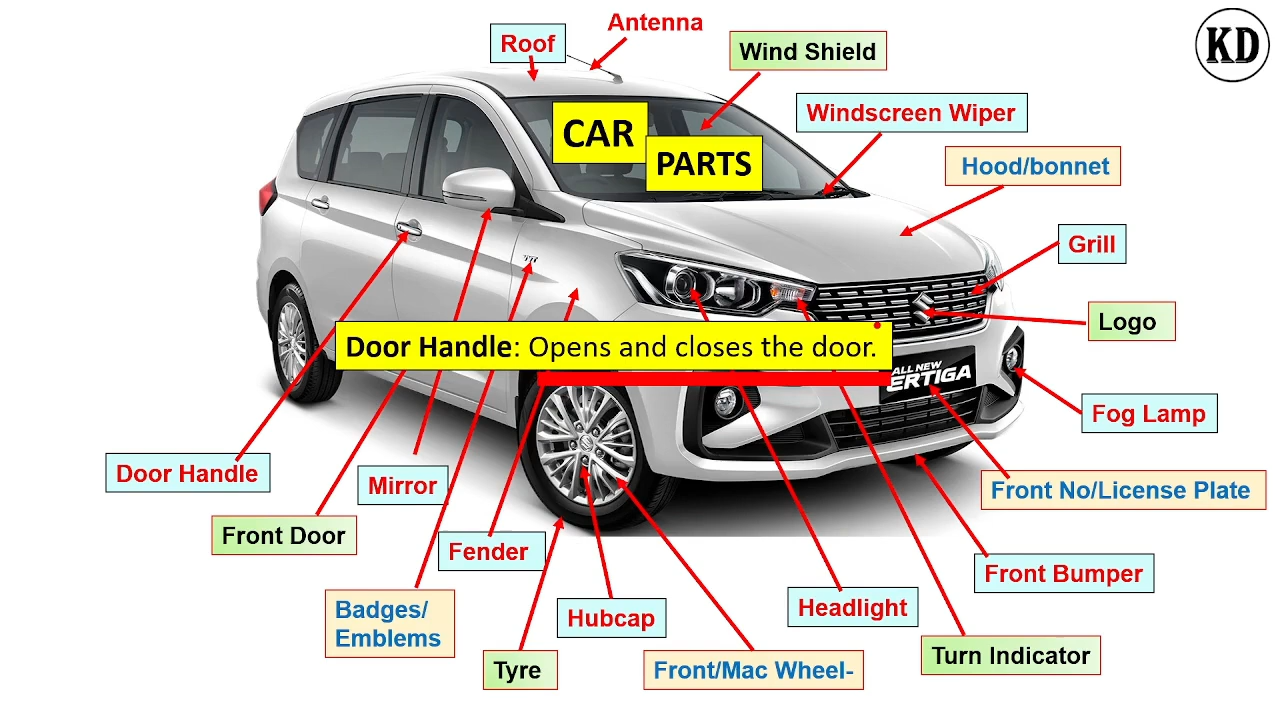 Antenna
Roof
KD
Wind Shield
Windscreen Wiper
CAR
PARTS
Hood/bonnet
Grill
Logo
Door Handle: Opens and closes the door.
ALL NEW
ERTIGA
Fog Lamp
Door Handle
Mirror
Front No/License Plate
Front Door
Fender
Front Bumper
Badges/
Emblems
Hubcap
Headlight
Tyre
Front/Mac Wheel-
Turn Indicator